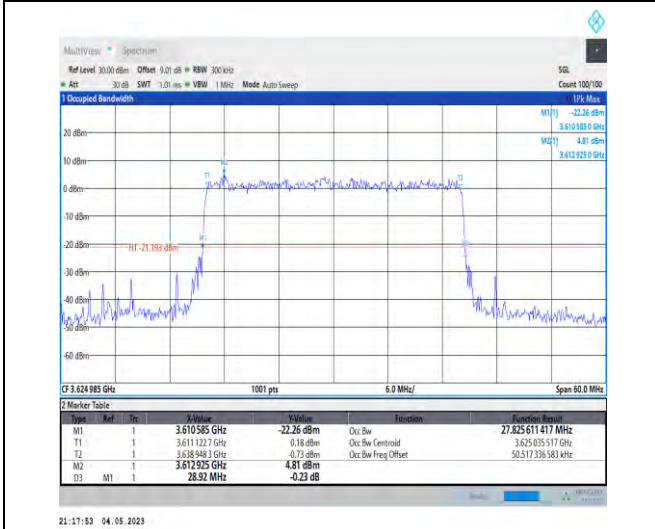 MultiView Spectrum
Ref Level 30.00 dBm Offset 9.01 dB RBW 300 kHz SGL
Att 30 dB SWT 1.01 ms VBW 1 MHz Mode Auto Sweep Count 100/100
1 Occupied Bandwidth 1Pk Max
M1[1] -22.26 dBm
3.610 585 0 GHz
M2[1] 4.81 dBm
3.612 925 0 GHz
20 dBm
10 dBm
M2
T1 T2
0 dBm
-10 dBm
M1
-20 dBm
H1 -21.193 dBm
-30 dBm
-40 dBm
-50 dBm
-60 dBm
CF 3.624 985 GHz 1001 pts 6.0 MHz/ Span 60.0 MHz
2 Marker Table
Type Ref Trc X-Value Y-Value Function Function Result
M1 1 3.610 585 GHz -22.26 dBm Occ Bw 27.825 611 417 MHz
T1 1 3.611 122 7 GHz 0.18 dBm Occ Bw Centroid 3.625 035 517 GHz
T2 1 3.638 948 3 GHz -0.73 dBm Occ Bw Freq Offset 50.517 336 583 kHz
M2 1 3.612 925 GHz 4.81 dBm
D3 M1 1 28.92 MHz -0.23 dB
21:17:53 04.05.2023